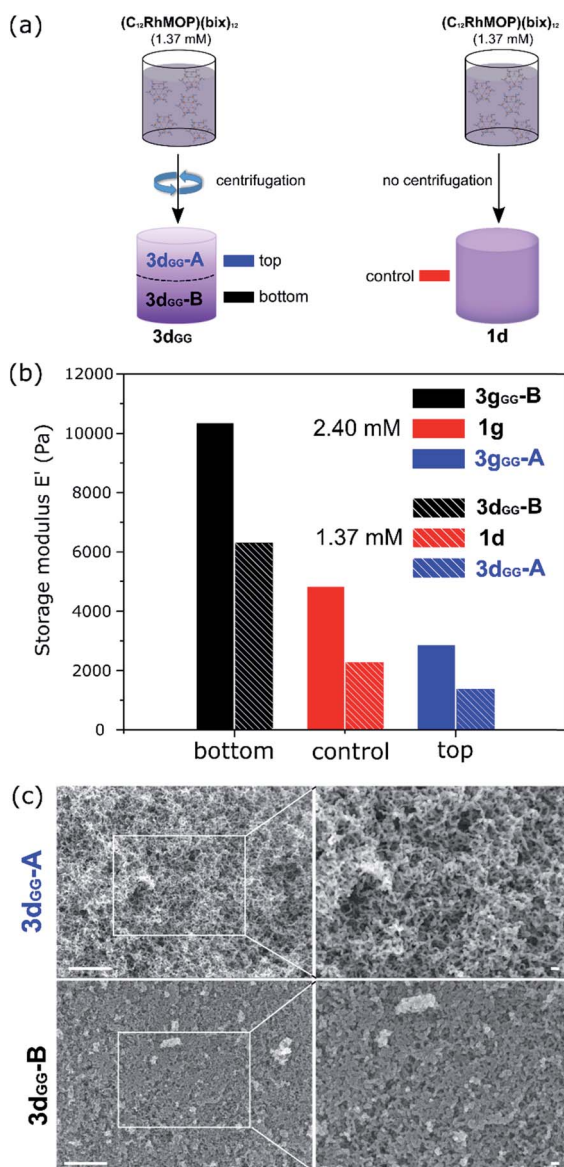 (a)
(C₁₂RhMOP)(bix)₁₂
(1.37 mM)
(C₁₂RhMOP)(bix)₁₂
(1.37 mM)
centrifugation
no centrifugation
3dGG-A
top
3dGG-B
bottom
control
3dGG
1d
(b)
12000
10000
8000
6000
4000
2000
0
Storage modulus E' (Pa)
3gGG-B
2.40 mM
1g
3gGG-A
3dGG-B
1.37 mM
1d
3dGG-A
bottom
control
top
(c)
3dGG-A
3dGG-B